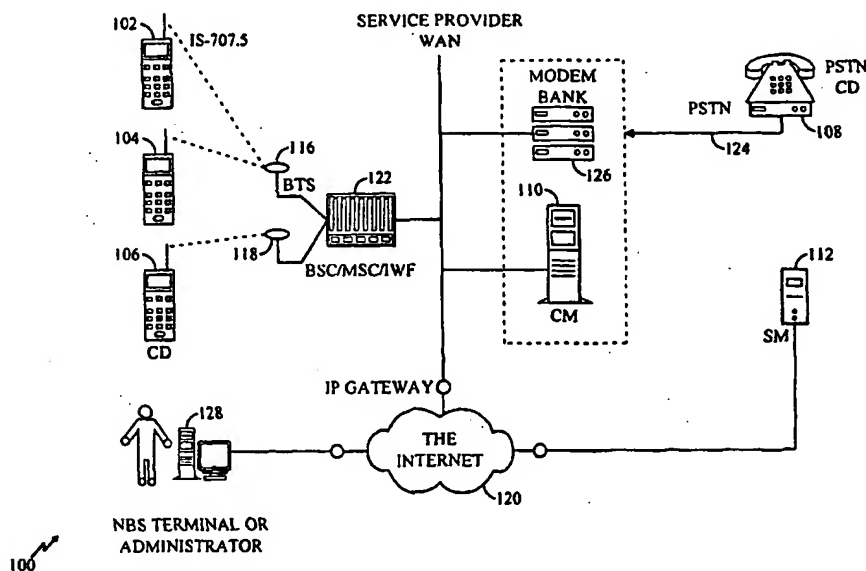 SERVICE PROVIDER
WAN
102
IS-707.5
MODEM
BANK
PSTN
CD
PSTN
124
108
104
116
BTS
122
126
110
106
118
BSC/MSC/IWF
112
CD
CM
SM
IP GATEWAY
128
THE
INTERNET
120
NBS TERMINAL OR
ADMINISTRATOR
100